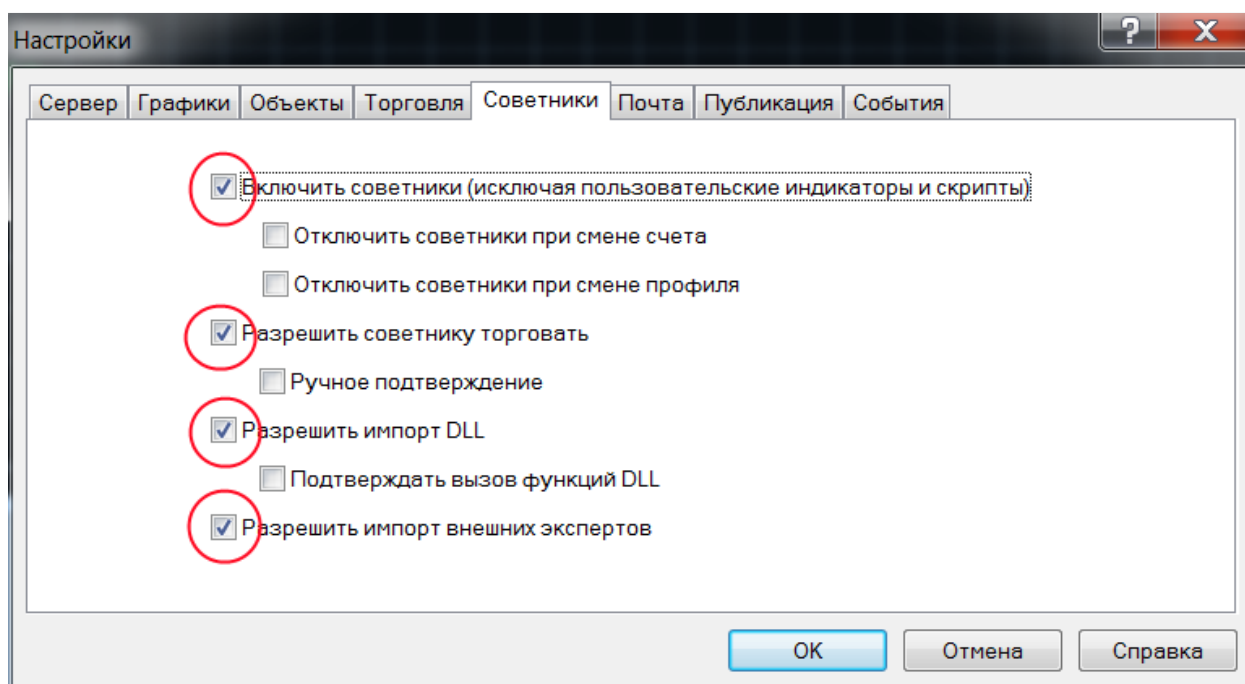 Настройки
?
X
Сервер Графики Объекты Торговля Советники Почта Публикация События
Включить советники (исключая пользовательские индикаторы и скрипты)
Отключить советники при смене счета
Отключить советники при смене профиля
Разрешить советнику торговать
Ручное подтверждение
Разрешить импорт DLL
Подтверждать вызов функций DLL
Разрешить импорт внешних экспертов
OK Отмена Справка